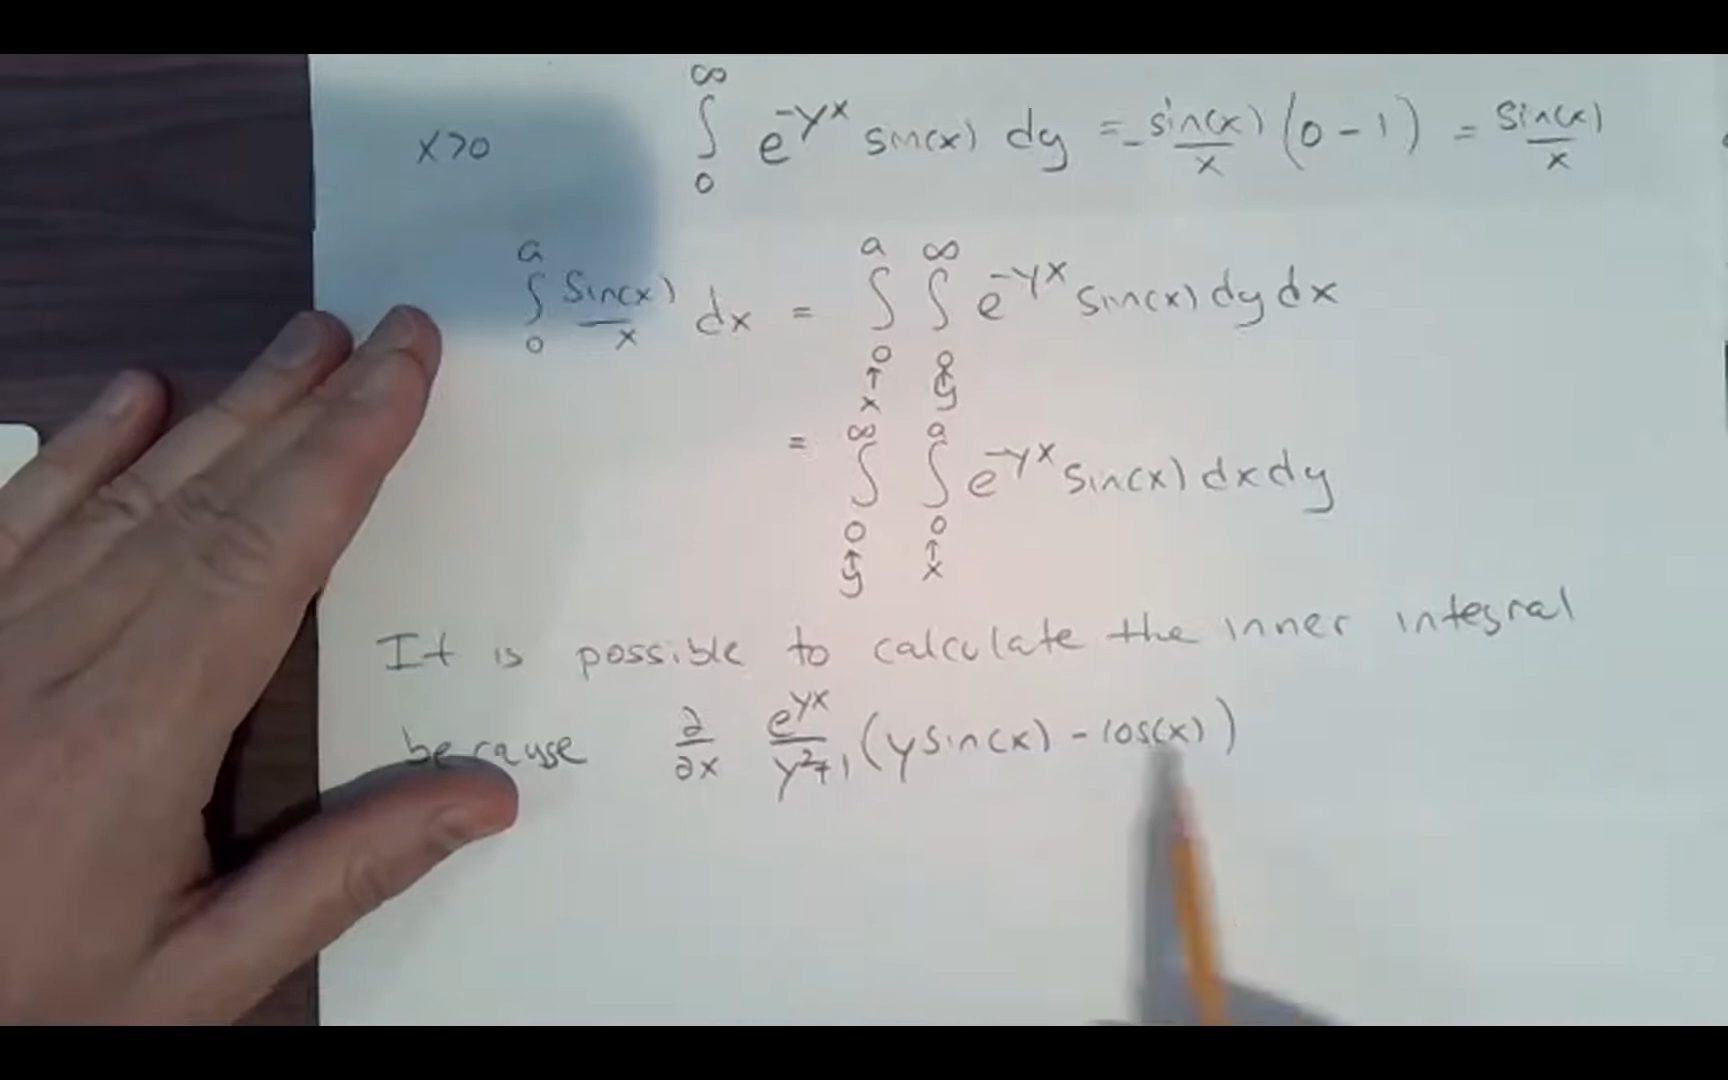 x>0 ∫₀^∞ e^{-yx} sin(x) dy = -sin(x)/x (0-1) = sin(x)/x
∫₀^a sin(x)/x dx = ∫₀^a ∫₀^∞ e^{-yx} sin(x) dy dx
↑ ↑
x y
= ∫₀^∞ ∫₀^a e^{-yx} sin(x) dx dy
↑ ↑
y x
It is possible to calculate the inner integral
because ∂/∂x e^{yx}/(y²+1) (y sin(x) - cos(x))